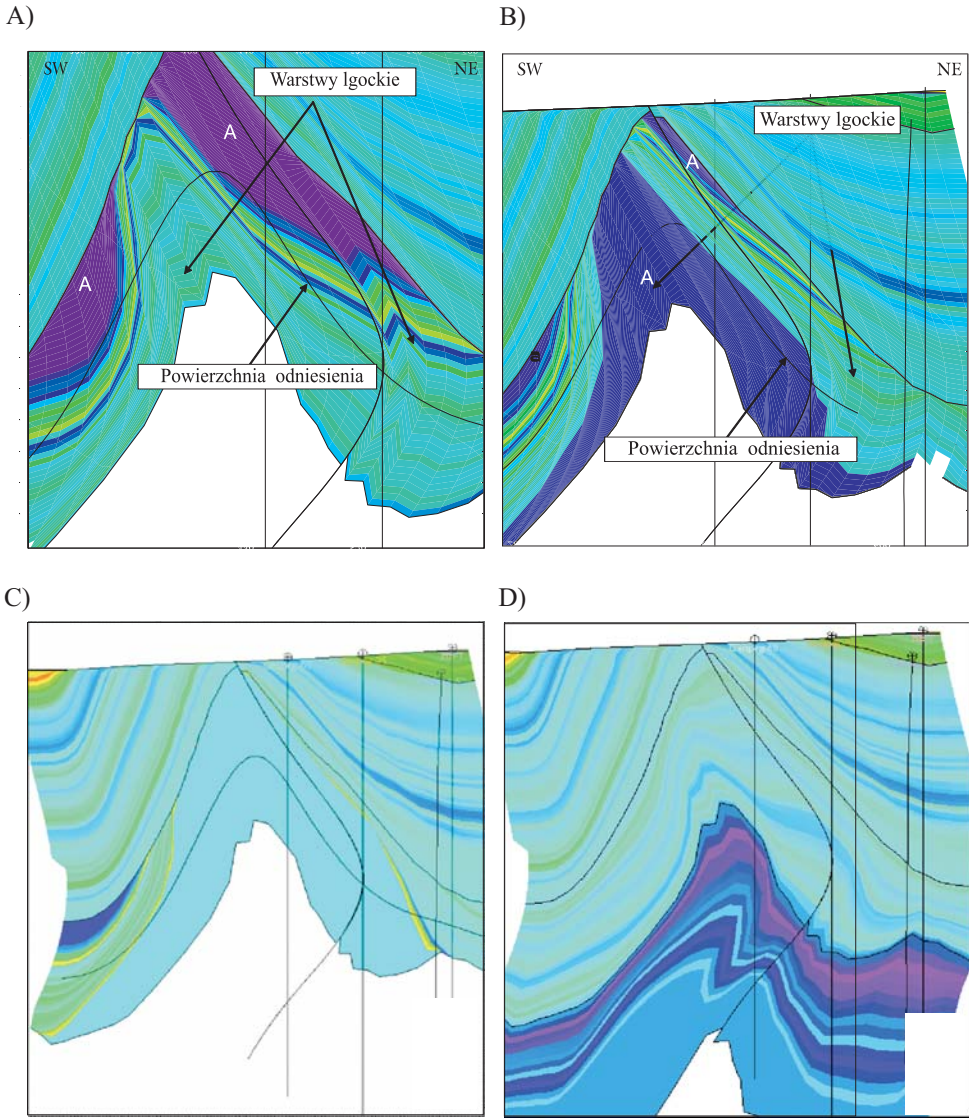 A)
SW
NE
Warstwy lgockie
A
A
Powierzchnia odniesienia
B)
SW
NE
Warstwy lgockie
A
A
Powierzchnia odniesienia
C)
D)